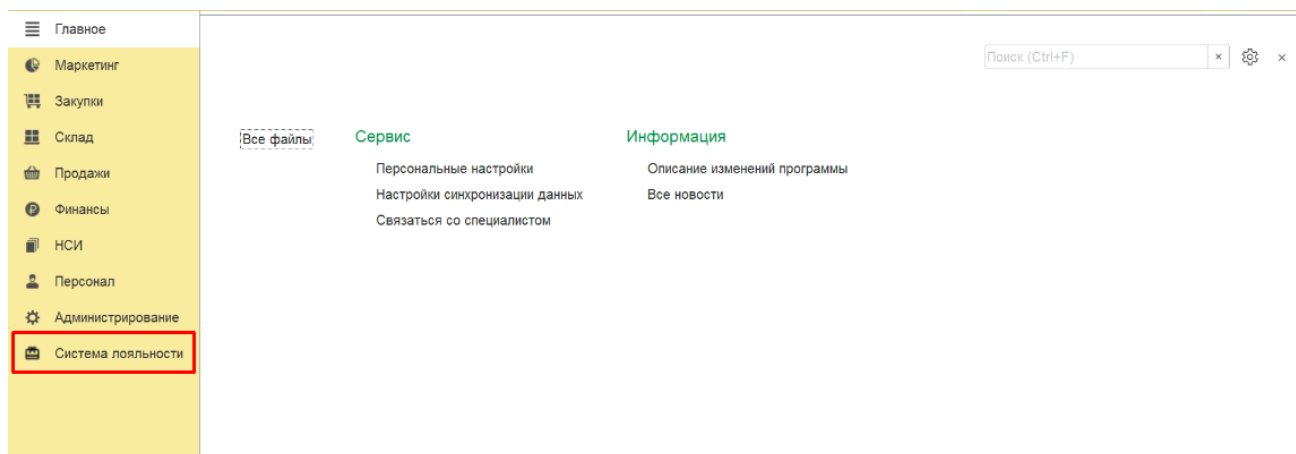 Главное
Маркетинг
Закупки
Склад
Продажи
Финансы
НСИ
Персонал
Администрирование
Система лояльности
Поиск (Ctrl+F)
Все файлы
Сервис
Персональные настройки
Настройки синхронизации данных
Связаться со специалистом
Информация
Описание изменений программы
Все новости